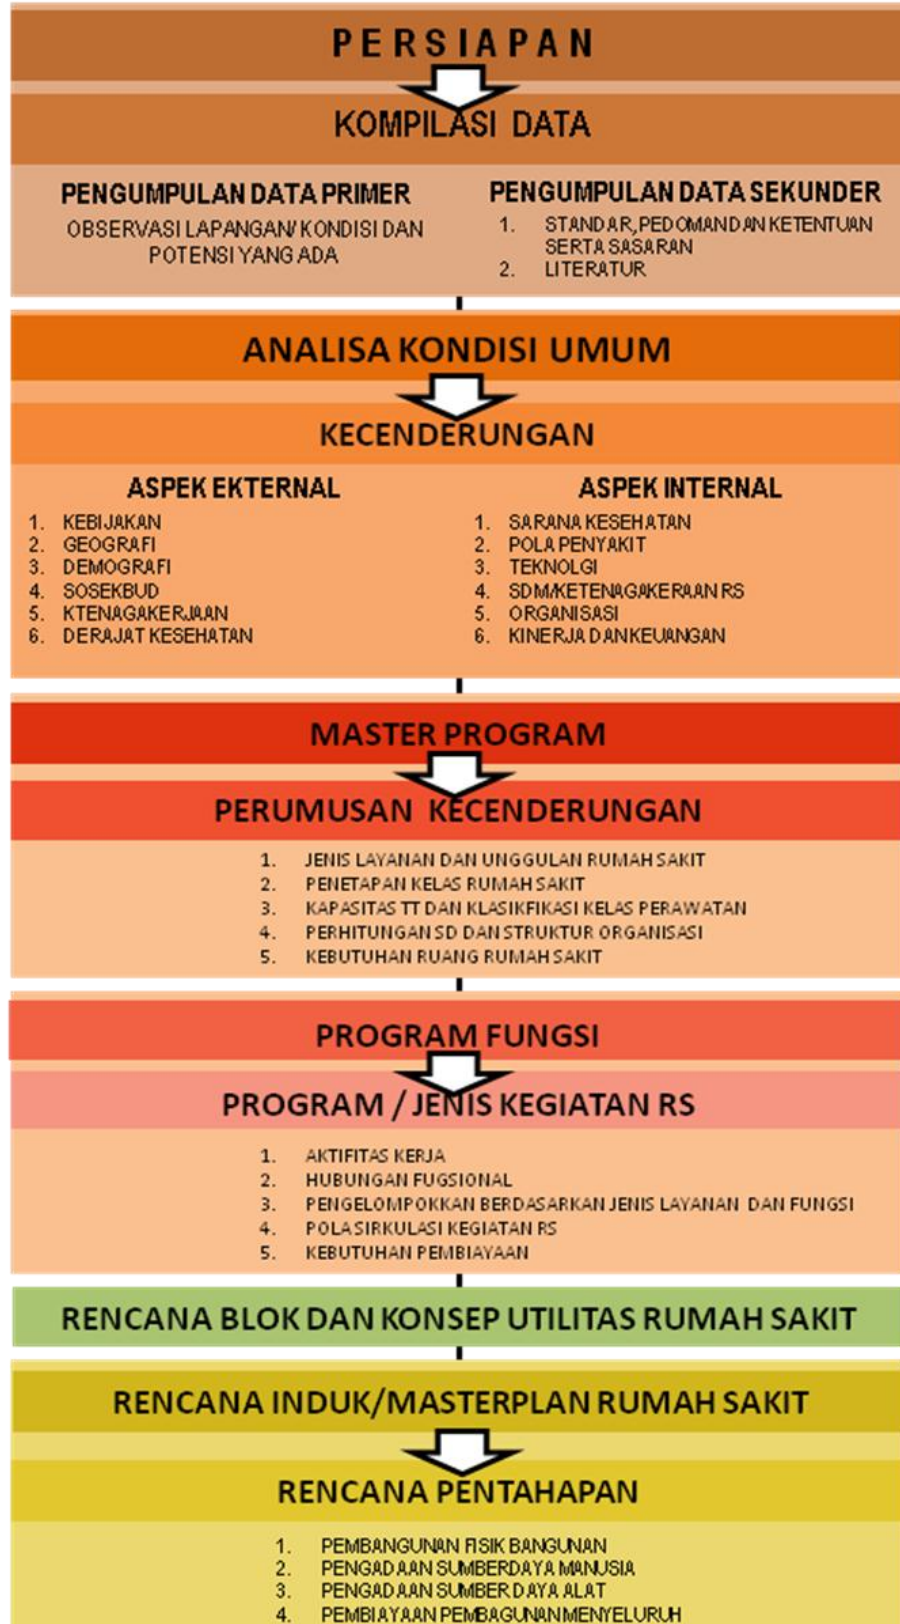 PERSIAPAN
KOMPILASI DATA
PENGUMPULAN DATA PRIMER
OBSERVASI LAPANGAN/ KONDISI DAN
POTENSI YANG ADA
PENGUMPULAN DATA SEKUNDER
1. STANDAR, PEDOMAN DAN KETENTUAN
SERTA SASARAN
2. LITERATUR
ANALISA KONDISI UMUM
KECENDERUNGAN
ASPEK EKTERNAL
1. KEBIJAKAN
2. GEOGRAFI
3. DEMOGRAFI
4. SOSEKBUD
5. KTENAGAKERJAAN
6. DERAJAT KESEHATAN
ASPEK INTERNAL
1. SARANA KESEHATAN
2. POLA PENYAKIT
3. TEKNOLGI
4. SDM/KETENAGAKERAAN RS
5. ORGANISASI
6. KINERJA DAN KEUANGAN
MASTER PROGRAM
PERUMUSAN KECENDERUNGAN
1. JENIS LAYANAN DAN UNGGULAN RUMAH SAKIT
2. PENETAPAN KELAS RUMAH SAKIT
3. KAPASITAS TT DAN KLASIKFIKASI KELAS PERAWATAN
4. PERHITUNGAN SD DAN STRUKTUR ORGANISASI
5. KEBUTUHAN RUANG RUMAH SAKIT
PROGRAM FUNGSI
PROGRAM / JENIS KEGIATAN RS
1. AKTIFITAS KERJA
2. HUBUNGAN FUGSIONAL
3. PENGELOMPOKKAN BERDASARKAN JENIS LAYANAN DAN FUNGSI
4. POLA SIRKULASI KEGIATAN RS
5. KEBUTUHAN PEMBIAYAAN
RENCANA BLOK DAN KONSEP UTILITAS RUMAH SAKIT
RENCANA INDUK/MASTERPLAN RUMAH SAKIT
RENCANA PENTAHAPAN
1. PEMBANGUNAN FISIK BANGUNAN
2. PENGADAAN SUMBERDAYA MANUSIA
3. PENGADAAN SUMBER DAYA ALAT
4. PEMBIAYAAN PEMBAGUNAN MENYELURUH